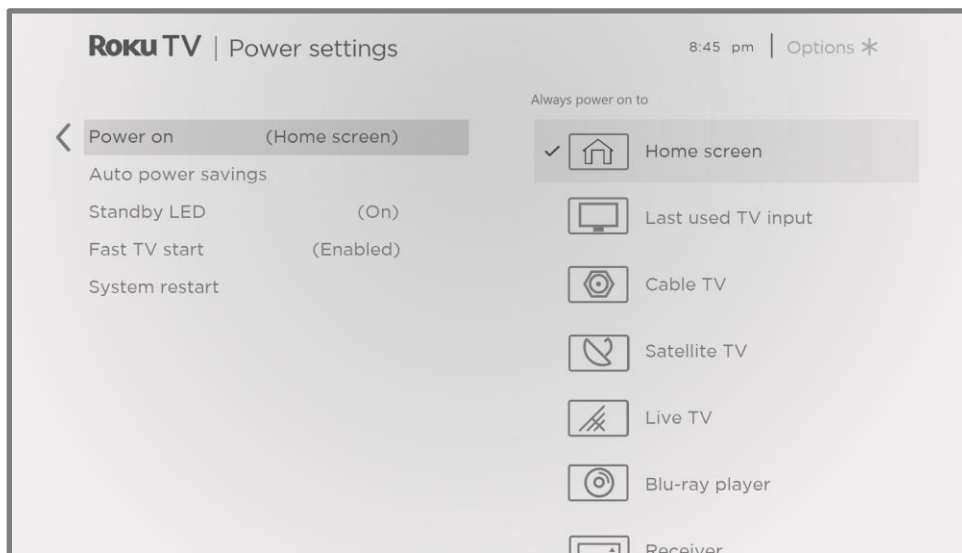 Roku TV | Power settings
8:45 pm | Options ✱
Always power on to
Power on (Home screen)
Auto power savings
Standby LED (On)
Fast TV start (Enabled)
System restart
Home screen
Last used TV input
Cable TV
Satellite TV
Live TV
Blu-ray player
Receiver